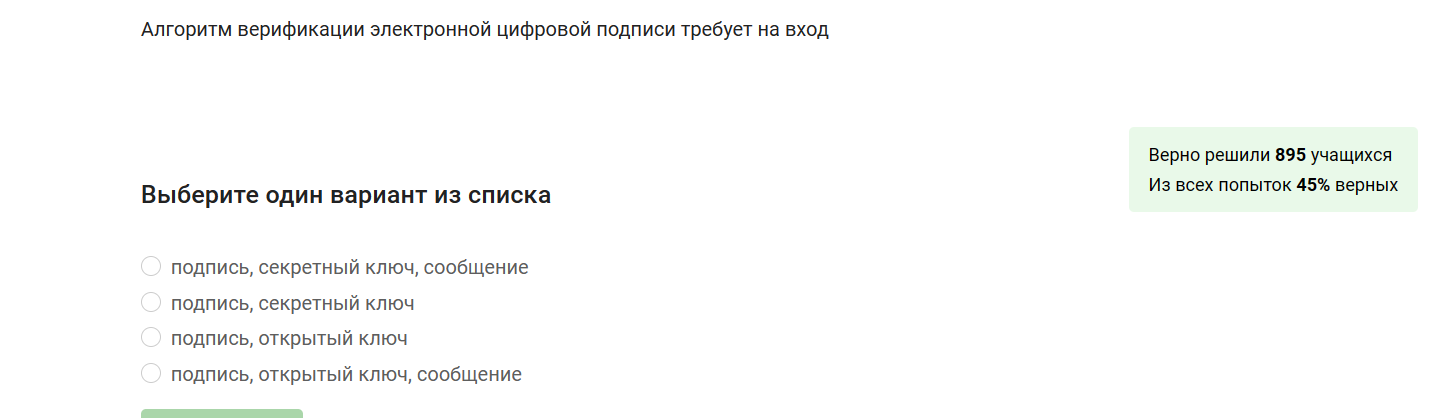 Алгоритм верификации электронной цифровой подписи требует на вход
Верно решили 895 учащихся
Из всех попыток 45% верных
Выберите один вариант из списка
подпись, секретный ключ, сообщение
подпись, секретный ключ
подпись, открытый ключ
подпись, открытый ключ, сообщение